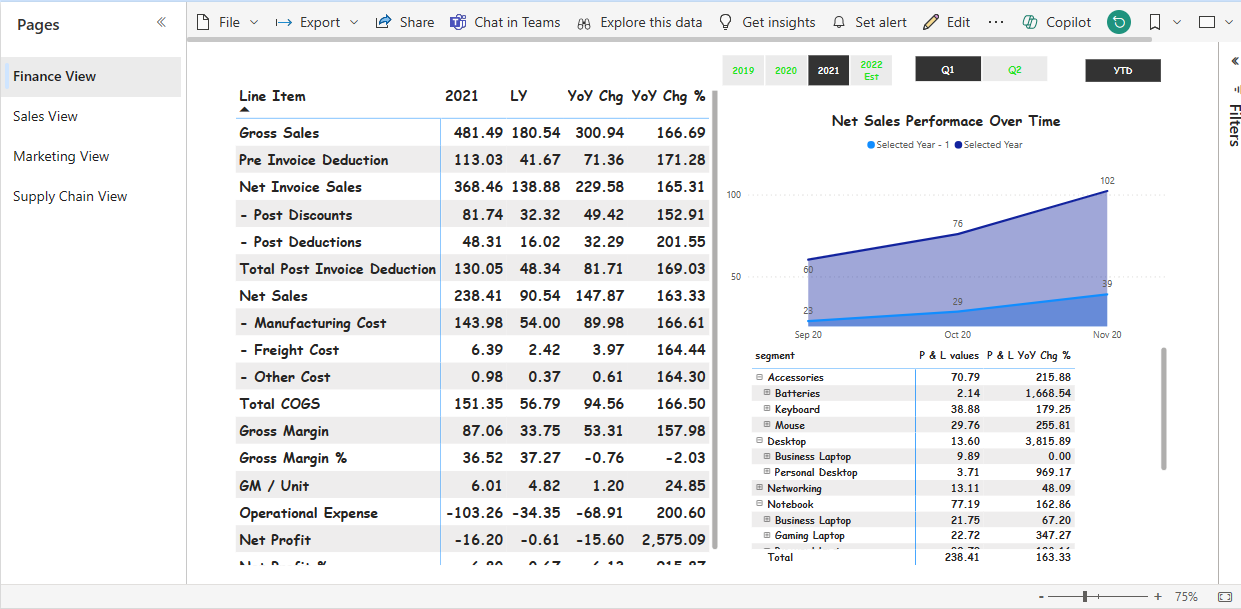 Pages
File Export Share Chat in Teams Explore this data Get insights Set alert Edit ... Copilot
Finance View
Sales View
Marketing View
Supply Chain View
2019 2020 2021 2022 Est Q1 Q2 YTD
Filters
Line Item 2021 LY YoY Chg YoY Chg %
Gross Sales 481.49 180.54 300.94 166.69
Pre Invoice Deduction 113.03 41.67 71.36 171.28
Net Invoice Sales 368.46 138.88 229.58 165.31
- Post Discounts 81.74 32.32 49.42 152.91
- Post Deductions 48.31 16.02 32.29 201.55
Total Post Invoice Deduction 130.05 48.34 81.71 169.03
Net Sales 238.41 90.54 147.87 163.33
- Manufacturing Cost 143.98 54.00 89.98 166.61
- Freight Cost 6.39 2.42 3.97 164.44
- Other Cost 0.98 0.37 0.61 164.30
Total COGS 151.35 56.79 94.56 166.50
Gross Margin 87.06 33.75 53.31 157.98
Gross Margin % 36.52 37.27 -0.76 -2.03
GM / Unit 6.01 4.82 1.20 24.85
Operational Expense -103.26 -34.35 -68.91 200.60
Net Profit -16.20 -0.61 -15.60 2,575.09
Net Sales Performace Over Time
Selected Year - 1 Selected Year
102
100
76
60
50
39
29
23
Sep 20 Oct 20 Nov 20
segment P & L values P & L YoY Chg %
Accessories 70.79 215.88
Batteries 2.14 1,668.54
Keyboard 38.88 179.25
Mouse 29.76 255.81
Desktop 13.60 3,815.89
Business Laptop 9.89 0.00
Personal Desktop 3.71 969.17
Networking 13.11 48.09
Notebook 77.19 162.86
Business Laptop 21.75 67.20
Gaming Laptop 22.72 347.27
Total 238.41 163.33
- + 75%